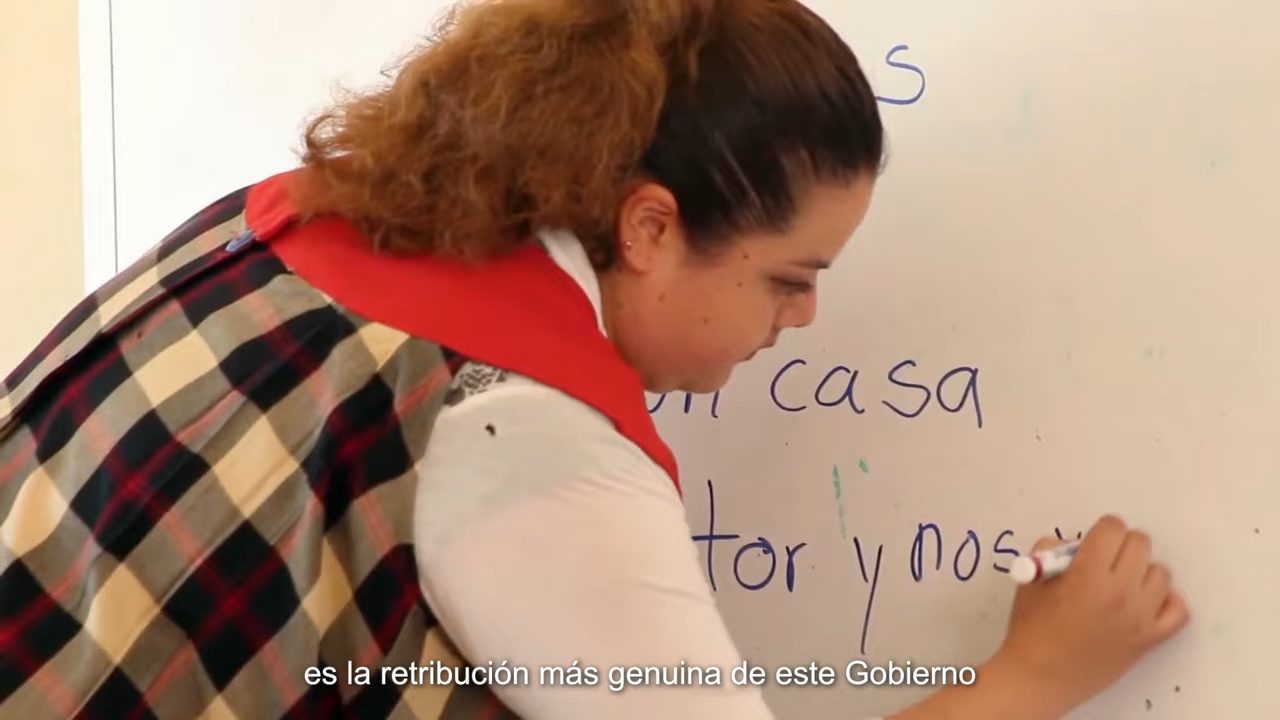 s
casa
tor y nos
es la retribución más genuina de este Gobierno